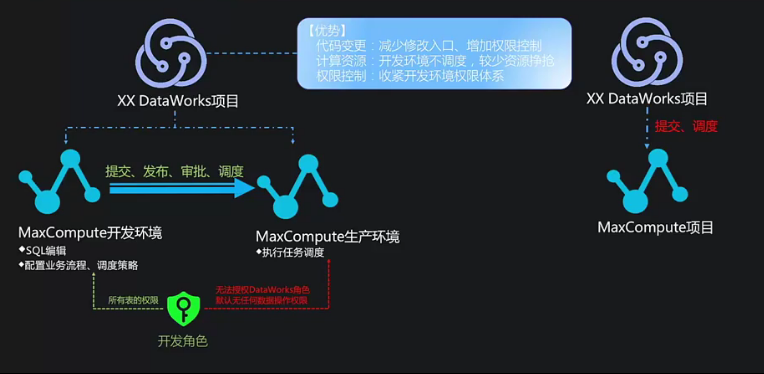 【优势】
代码变更：减少修改入口、增加权限控制
计算资源：开发环境不调度，较少资源挣抢
权限控制：收紧开发环境权限体系
XX DataWorks项目
提交、发布、审批、调度
MaxCompute开发环境
◆SQL编辑
◆配置业务流程、调度策略
MaxCompute生产环境
◆执行任务调度
所有表的权限
无法授权DataWorks角色
默认无任何数据操作权限
开发角色
XX DataWorks项目
提交、调度
MaxCompute项目